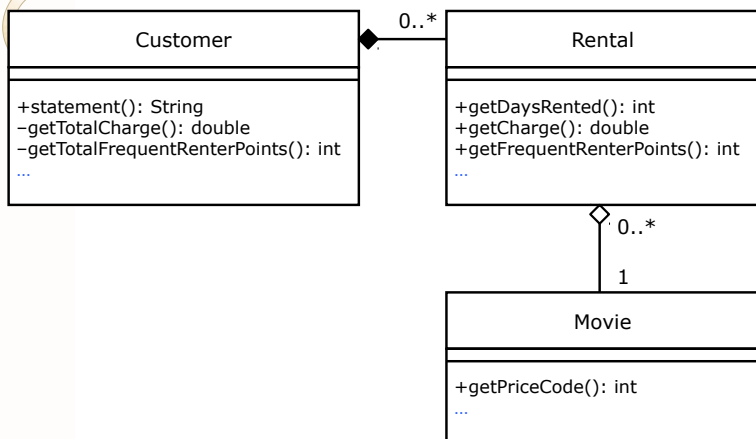 Customer
+statement(): String
–getTotalCharge(): double
–getTotalFrequentRenterPoints(): int
...
0..*
Rental
+getDaysRented(): int
+getCharge(): double
+getFrequentRenterPoints(): int
...
0..*
1
Movie
+getPriceCode(): int
...